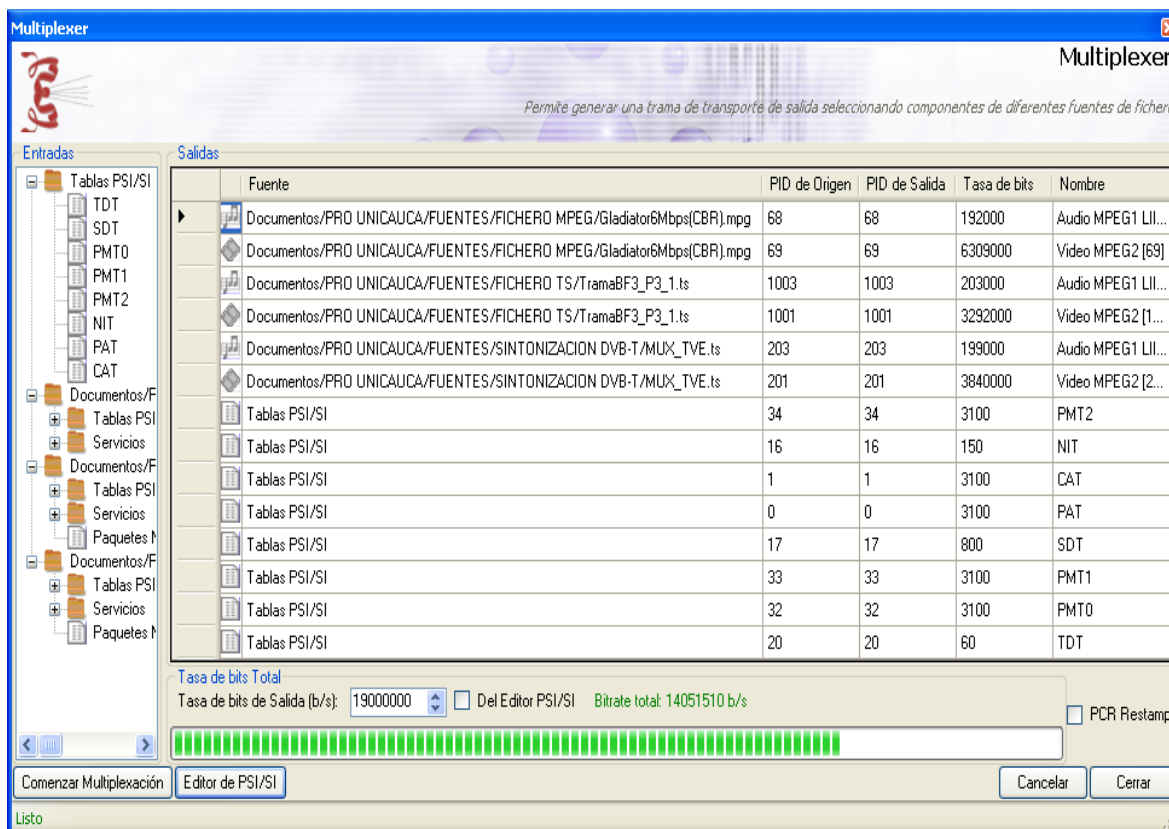 Multiplexer
Multiplexer
Permite generar una trama de transporte de salida seleccionando componentes de diferentes fuentes de ficher
Entradas
Tablas PSI/SI
TDT
SDT
PMT0
PMT1
PMT2
NIT
PAT
CAT
Documentos/F
Tablas PSI
Servicios
Documentos/F
Tablas PSI
Servicios
Paquetes N
Documentos/F
Tablas PSI
Servicios
Paquetes N
Salidas
Fuente PID de Origen PID de Salida Tasa de bits Nombre
Documentos/PRO UNICAUCA/FUENTES/FICHERO MPEG/Gladiator6Mbps(CBR).mpg 68 68 192000 Audio MPEG1 LII...
Documentos/PRO UNICAUCA/FUENTES/FICHERO MPEG/Gladiator6Mbps(CBR).mpg 69 69 6309000 Video MPEG2 [69]
Documentos/PRO UNICAUCA/FUENTES/FICHERO TS/TramaBF3_P3_1.ts 1003 1003 203000 Audio MPEG1 LII...
Documentos/PRO UNICAUCA/FUENTES/FICHERO TS/TramaBF3_P3_1.ts 1001 1001 3292000 Video MPEG2 [1...
Documentos/PRO UNICAUCA/FUENTES/SINTONIZACION DVB-T/MUX_TVE.ts 203 203 199000 Audio MPEG1 LII...
Documentos/PRO UNICAUCA/FUENTES/SINTONIZACION DVB-T/MUX_TVE.ts 201 201 3840000 Video MPEG2 [2...
Tablas PSI/SI 34 34 3100 PMT2
Tablas PSI/SI 16 16 150 NIT
Tablas PSI/SI 1 1 3100 CAT
Tablas PSI/SI 0 0 3100 PAT
Tablas PSI/SI 17 17 800 SDT
Tablas PSI/SI 33 33 3100 PMT1
Tablas PSI/SI 32 32 3100 PMT0
Tablas PSI/SI 20 20 60 TDT
Tasa de bits Total
Tasa de bits de Salida (b/s): 19000000 Del Editor PSI/SI Bitrate total: 14051510 b/s
PCR Restamp
Comenzar Multiplexación Editor de PSI/SI Cancelar Cerrar
Listo